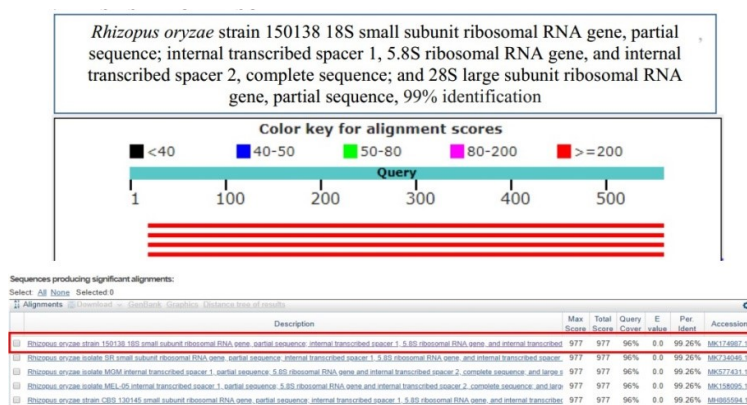 Rhizopus oryzae strain 150138 18S small subunit ribosomal RNA gene, partial
sequence; internal transcribed spacer 1, 5.8S ribosomal RNA gene, and internal
transcribed spacer 2, complete sequence; and 28S large subunit ribosomal RNA
gene, partial sequence, 99% identification
Color key for alignment scores
<40 40-50 50-80 80-200 >=200
Query
1 100 200 300 400 500
Sequences producing significant alignments:
Select: All None Selected:0
Alignments Download GenBank Graphics Distance tree of results
Description Max Score Total Score Query Cover E value Per. Ident Accession
Rhizopus oryzae strain 150138 18S small subunit ribosomal RNA gene, partial sequence; internal transcribed spacer 1, 5.8S ribosomal RNA gene, and internal transcribed 977 977 96% 0.0 99.26% MK174667.1
Rhizopus oryzae isolate SR small subunit ribosomal RNA gene, partial sequence; internal transcribed spacer 1, 5.8S ribosomal RNA gene, and internal transcribed spacer 977 977 96% 0.0 99.26% MK734046.1
Rhizopus oryzae isolate MGM internal transcribed spacer 1, partial sequence; 5.8S ribosomal RNA gene and internal transcribed spacer 2, complete sequence; and large s 977 977 96% 0.0 99.26% MK577431.1
Rhizopus oryzae isolate MEL-05 internal transcribed spacer 1, partial sequence; 5.8S ribosomal RNA gene and internal transcribed spacer 2, complete sequence; and large 977 977 96% 0.0 99.26% MK158095.1
Rhizopus oryzae strain CBS 130145 small subunit ribosomal RNA gene, partial sequence; internal transcribed spacer 1, 5.8S ribosomal RNA gene, and internal transcribed 977 977 96% 0.0 99.26% MH865594.1